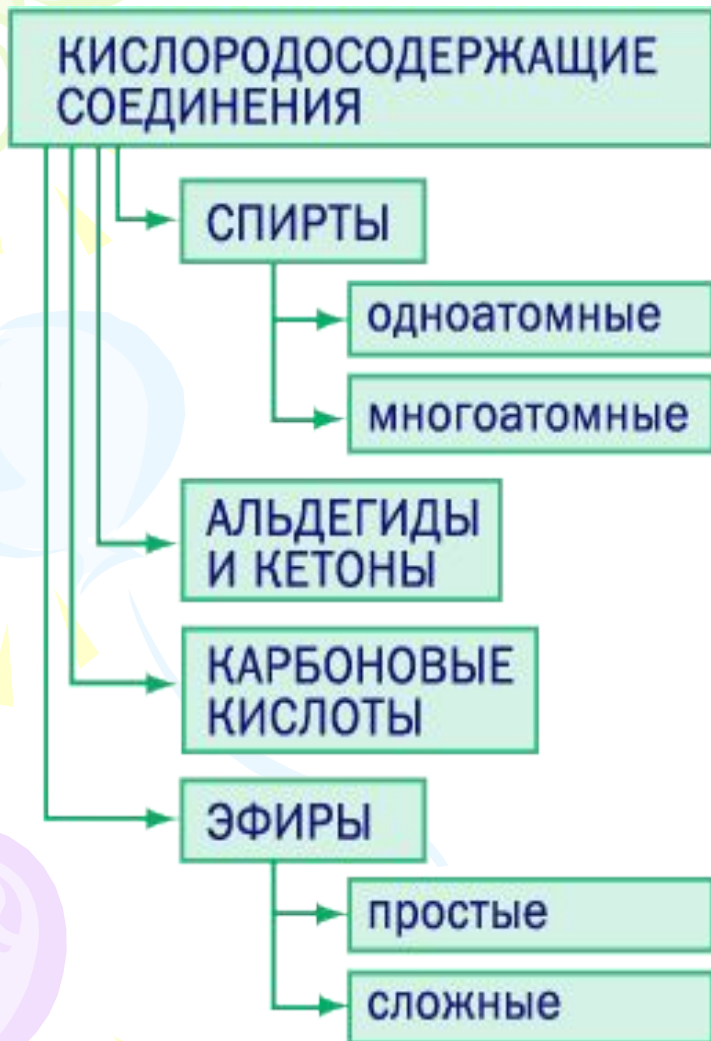 КИСЛОРОДОСОДЕРЖАЩИЕ
СОЕДИНЕНИЯ
СПИРТЫ
одноатомные
многоатомные
АЛЬДЕГИДЫ
И КЕТОНЫ
КАРБОНОВЫЕ
КИСЛОТЫ
ЭФИРЫ
простые
сложные